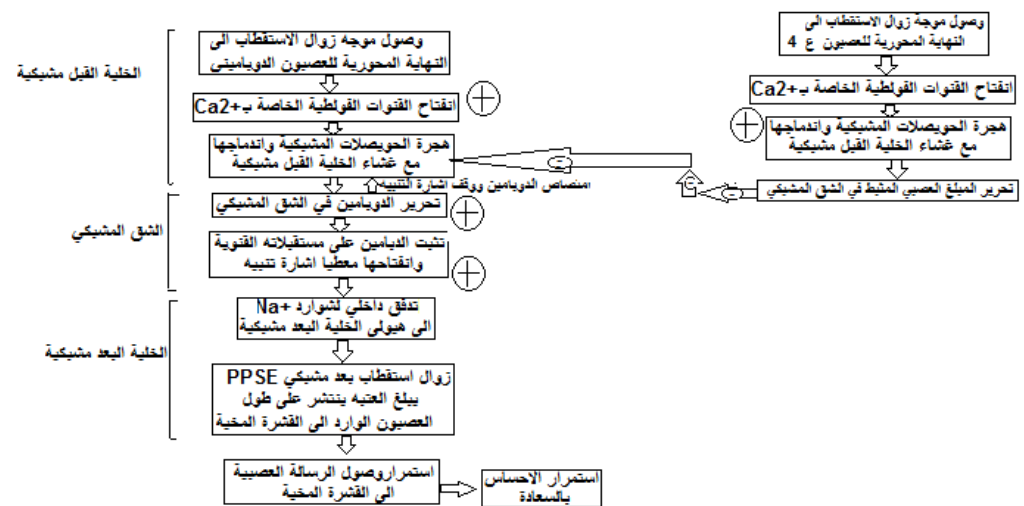 وصول موجه زوال الاستقطاب الى
النهاية المحورية للعصبون الدوباميني
انفتاح القنوات الفولطية الخاصة بـ+Ca2
هجرة الحويصلات المشبكية واندماجها
مع غشاء الخلية القبل مشبكية
امتصاص الدوبامين ووقف اشارة التنبيه
تحرير الدوبامين في الشق المشبكي
تثبت الديامين على مستقبلاته القنوية
وانفتاحها معطيا اشارة تنبيه
تدفق داخلي لشوارد +Na
الى هيولى الخلية البعد مشبكية
زوال استقطاب بعد مشبكي PPSE
يبلغ العتبه ينتشر على طول
العصبون الوارد الى القشرة المخية
استمراروصول الرسالة العصبية
الى القشرة المخية
استمرار الاحساس
بالسعادة
الخلية القبل مشبكية
الشق المشبكي
الخلية البعد مشبكية
وصول موجة زوال الاستقطاب الى
النهاية المحورية للعصبون ع 4
انفتاح القنوات الفولطية الخاصة بـ+Ca2
هجرة الحويصلات المشبكية واندماجها
مع غشاء الخلية القبل مشبكية
تحرير المبلغ العصبي المثبط في الشق المشبكي